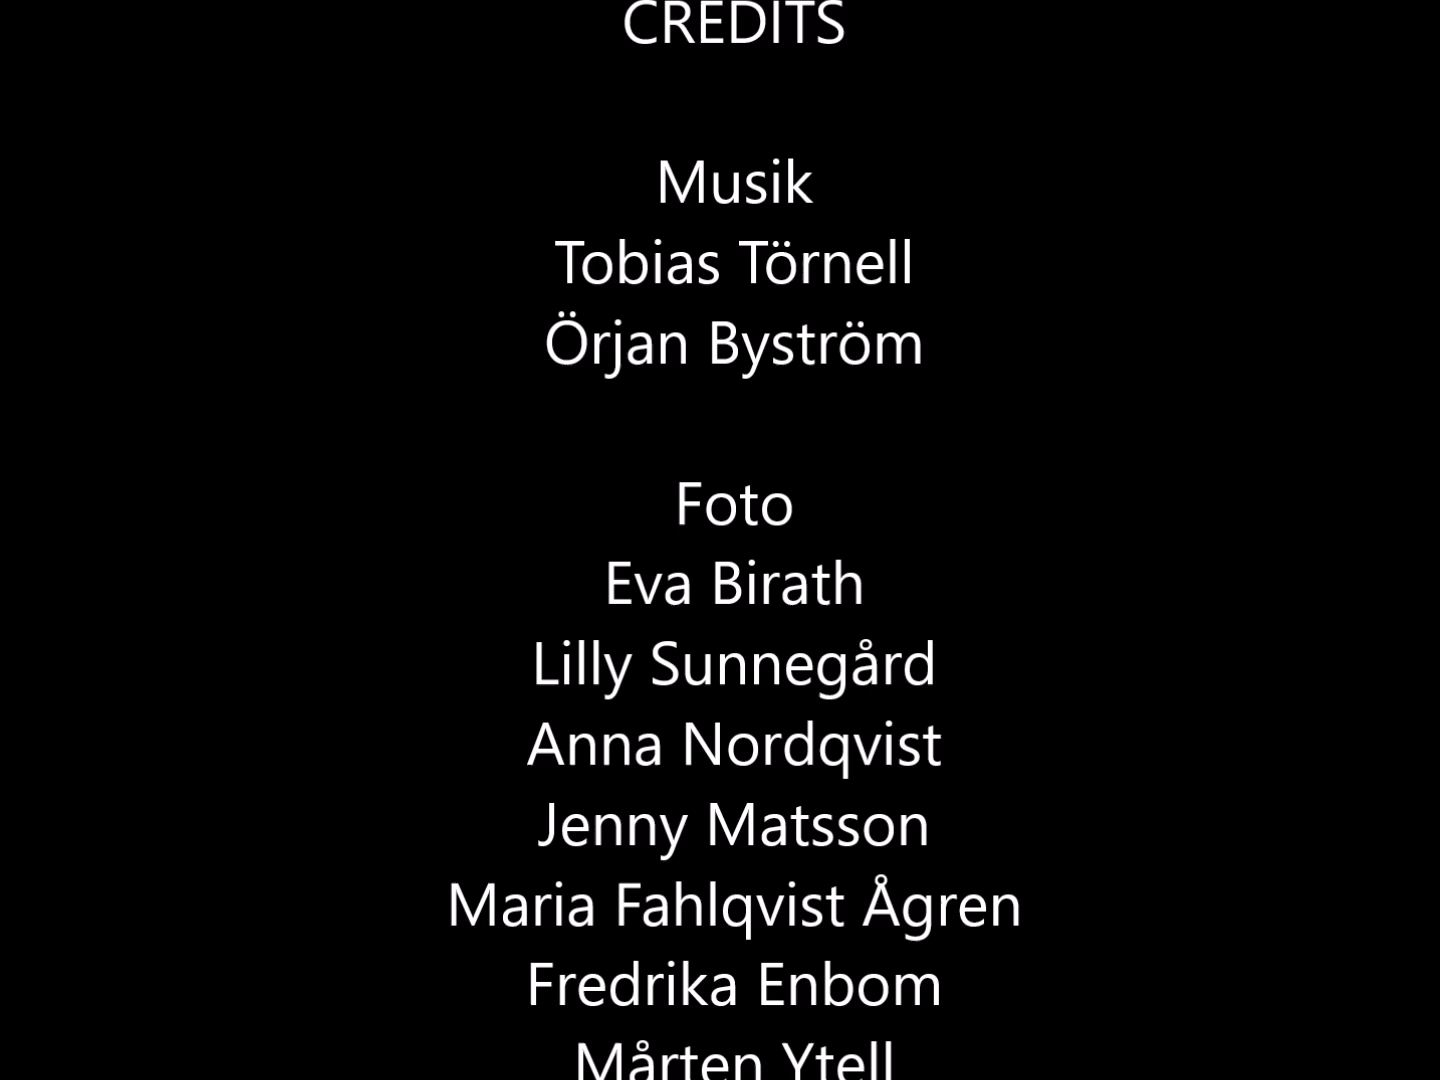 CREDITS
Musik
Tobias Törnell
Örjan Byström
Foto
Eva Birath
Lilly Sunnegård
Anna Nordqvist
Jenny Matsson
Maria Fahlqvist Ågren
Fredrika Enbom
Mårten Ytell